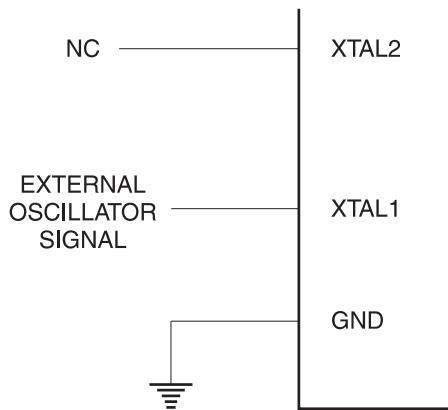 NC
XTAL2
EXTERNAL
OSCILLATOR
SIGNAL
XTAL1
GND